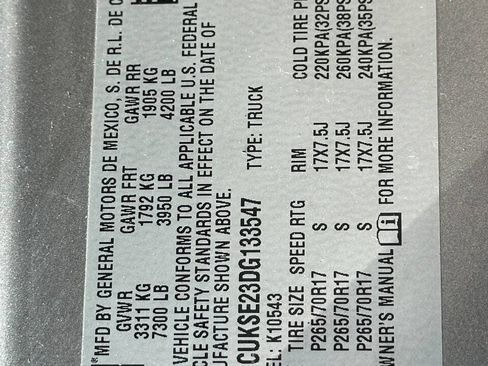 MFD BY GENERAL MOTORS DE MEXICO, S. DE R.L. DE C
GVWR GAWR FRT GAWR RR
3311 KG 1792 KG 1905 KG
7300 LB 3950 LB 4200 LB
VEHICLE CONFORMS TO ALL APPLICABLE U.S. FEDERAL
CLE SAFETY STANDARDS IN EFFECT ON THE DATE OF
UFACTURE SHOWN ABOVE.
CUKSE23DG133547 TYPE: TRUCK
EL: K10543
TIRE SIZE SPEED RTG RIM COLD TIRE P
P265/70R17 S 17X7.5J 220KPA(32PS
P265/70R17 S 17X7.5J 260KPA(38PS
P265/70R17 S 17X7.5J 240KPA(35PS
WNER'S MANUAL i FOR MORE INFORMATION.